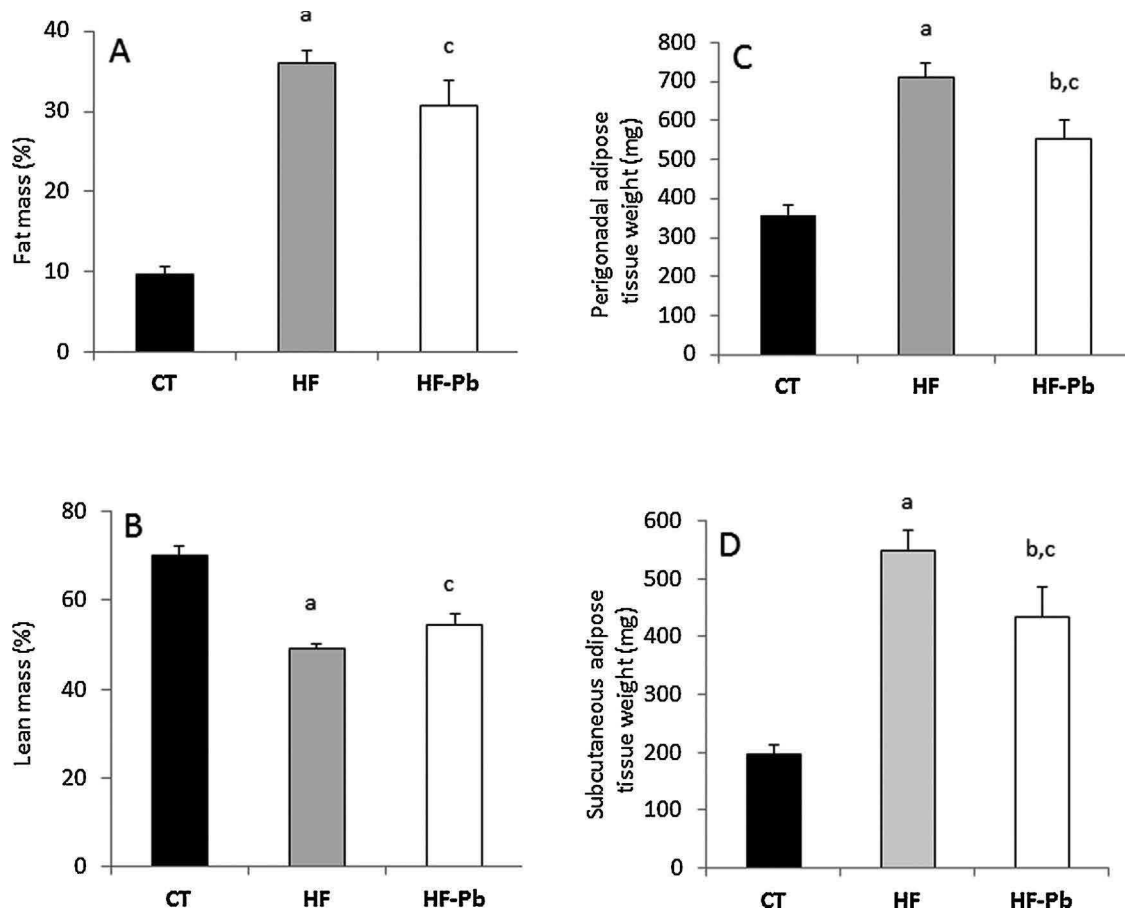 A
a
c
Fat mass (%)
40
30
20
10
0
CT HF HF-Pb
C
a
b,c
Perigonadal adipose
tissue weight (mg)
800
700
600
500
400
300
200
100
0
CT HF HF-Pb
B
a
c
Lean mass (%)
80
60
40
20
0
CT HF HF-Pb
D
a
b,c
Subcutaneous adipose
tissue weight (mg)
600
500
400
300
200
100
0
CT HF HF-Pb